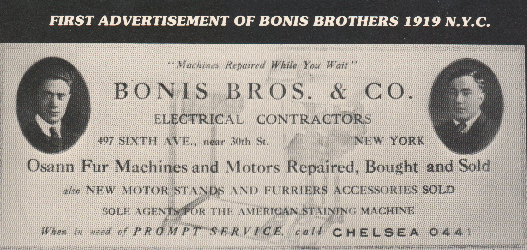 FIRST ADVERTISEMENT OF BONIS BROTHERS 1919 N.Y.C.
"Machines Repaired While You Wait"
BONIS BROS. & CO.
ELECTRICAL CONTRACTORS
497 SIXTH AVE., near 30th St. NEW YORK
Osann Fur Machines and Motors Repaired, Bought and Sold
also NEW MOTOR STANDS AND FURRIERS ACCESSORIES SOLD
SOLE AGENTS FOR THE AMERICAN STAINING MACHINE
When in need of PROMPT SERVICE, call CHELSEA 0441